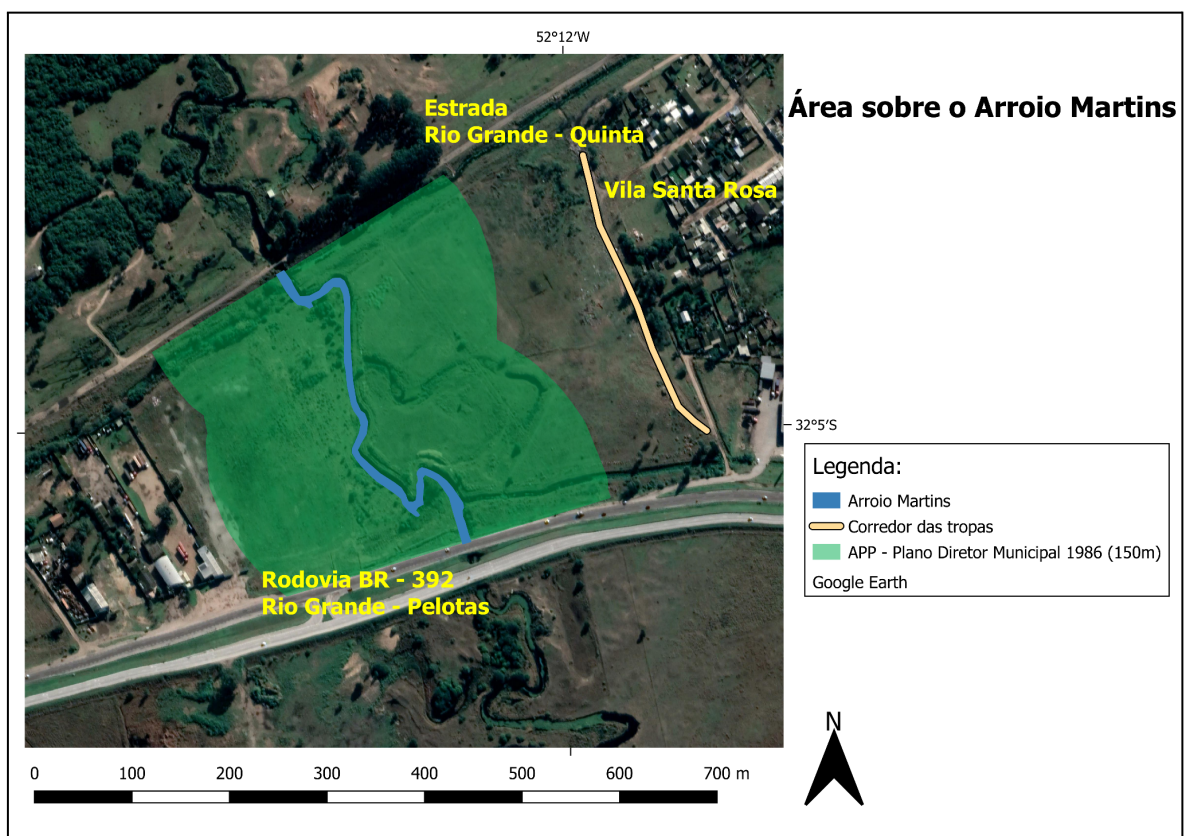 52°12'W
Área sobre o Arroio Martins
Estrada
Rio Grande - Quinta
Vila Santa Rosa
32°5'S
Legenda:
Arroio Martins
Corredor das tropas
APP - Plano Diretor Municipal 1986 (150m)
Google Earth
Rodovia BR - 392
Rio Grande - Pelotas
N
0 100 200 300 400 500 600 700 m